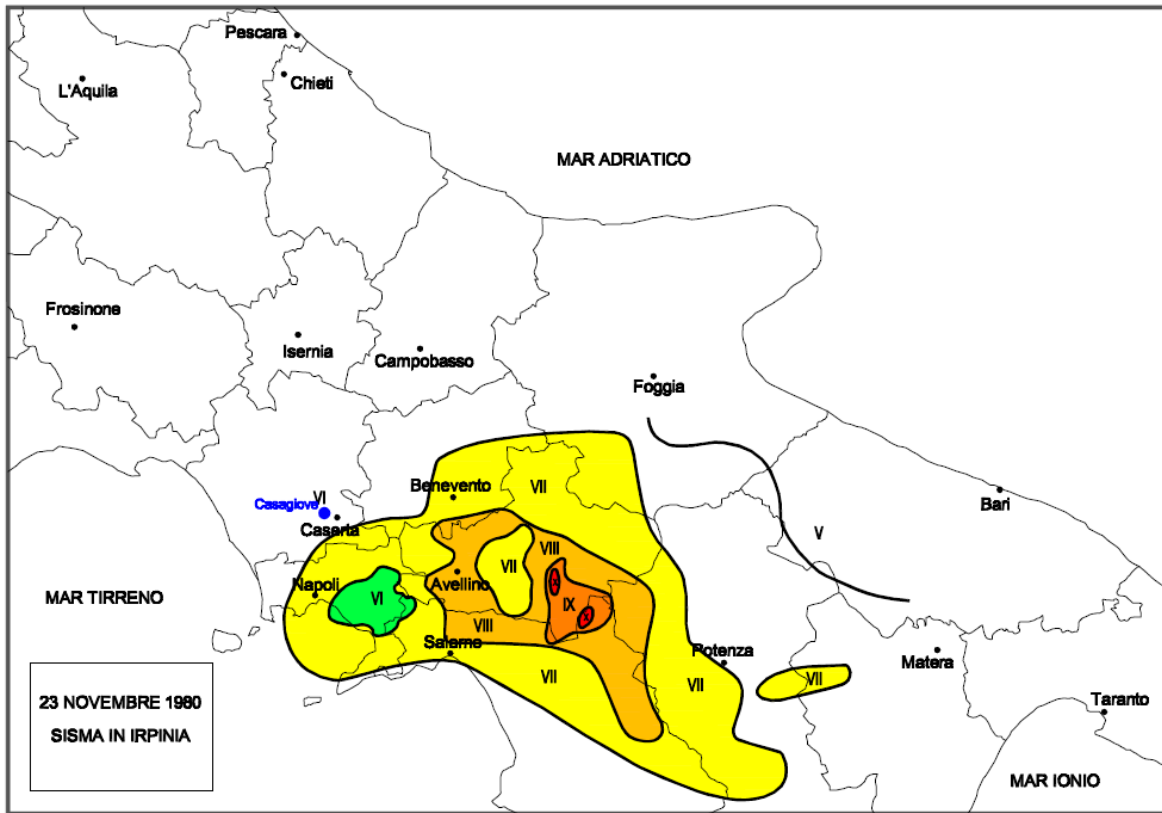 Pescara
L'Aquila
Chieti
MAR ADRIATICO
Frosinone
Isernia
Campobasso
Foggia
VI
Benevento
VII
Casagiove
Bari
Caserta
V
VIII
VII
Napoli
Avellino
X
VI
IX
MAR TIRRENO
X
VIII
Salerno
Potenza
Matera
VII
VII
VII
Taranto
23 NOVEMBRE 1980
SISMA IN IRPINIA
MAR IONIO